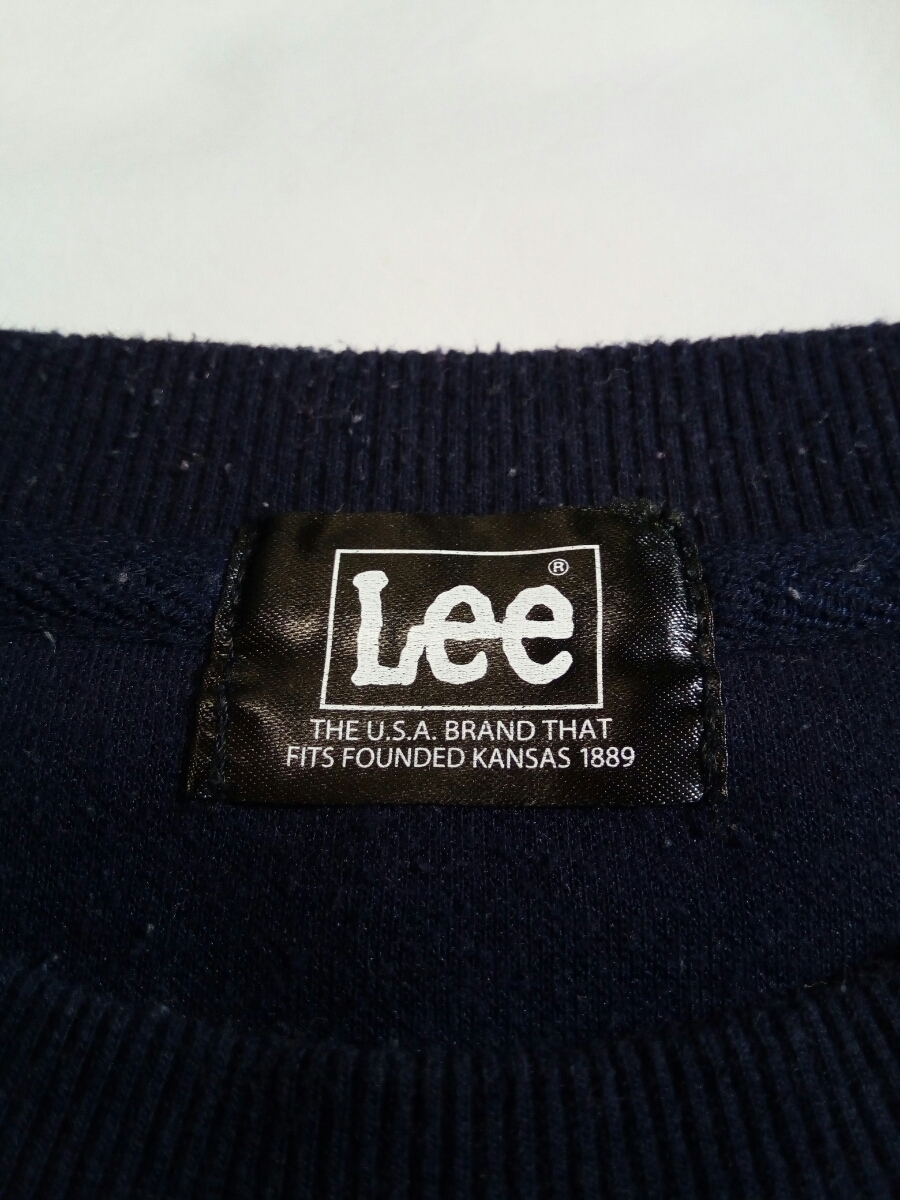 Lee®
THE U.S.A. BRAND THAT
FITS FOUNDED KANSAS 1889